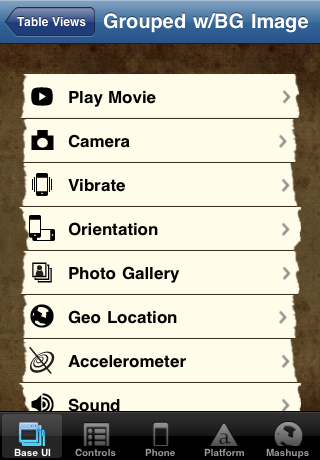 Table Views
Grouped w/BG Image
Play Movie
Camera
Vibrate
Orientation
Photo Gallery
Geo Location
Accelerometer
Sound
Base UI
Controls
Phone
Platform
Mashups